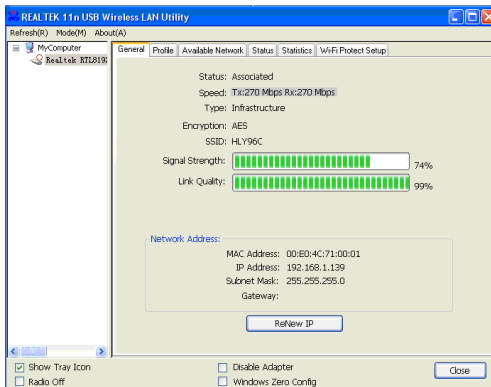 REALTEK 11n USB Wireless LAN Utility
Refresh(R) Mode(M) About(A)
MyComputer
Realtek RTL819
General Profile Available Network Status Statistics Wi-Fi Protect Setup
Status: Associated
Speed: Tx:270 Mbps Rx:270 Mbps
Type: Infrastructure
Encryption: AES
SSID: HLY96C
Signal Strength: 74%
Link Quality: 99%
Network Address:
MAC Address: 00:E0:4C:71:00:01
IP Address: 192.168.1.139
Subnet Mask: 255.255.255.0
Gateway:
ReNew IP
Show Tray Icon
Radio Off
Disable Adapter
Windows Zero Config
Close